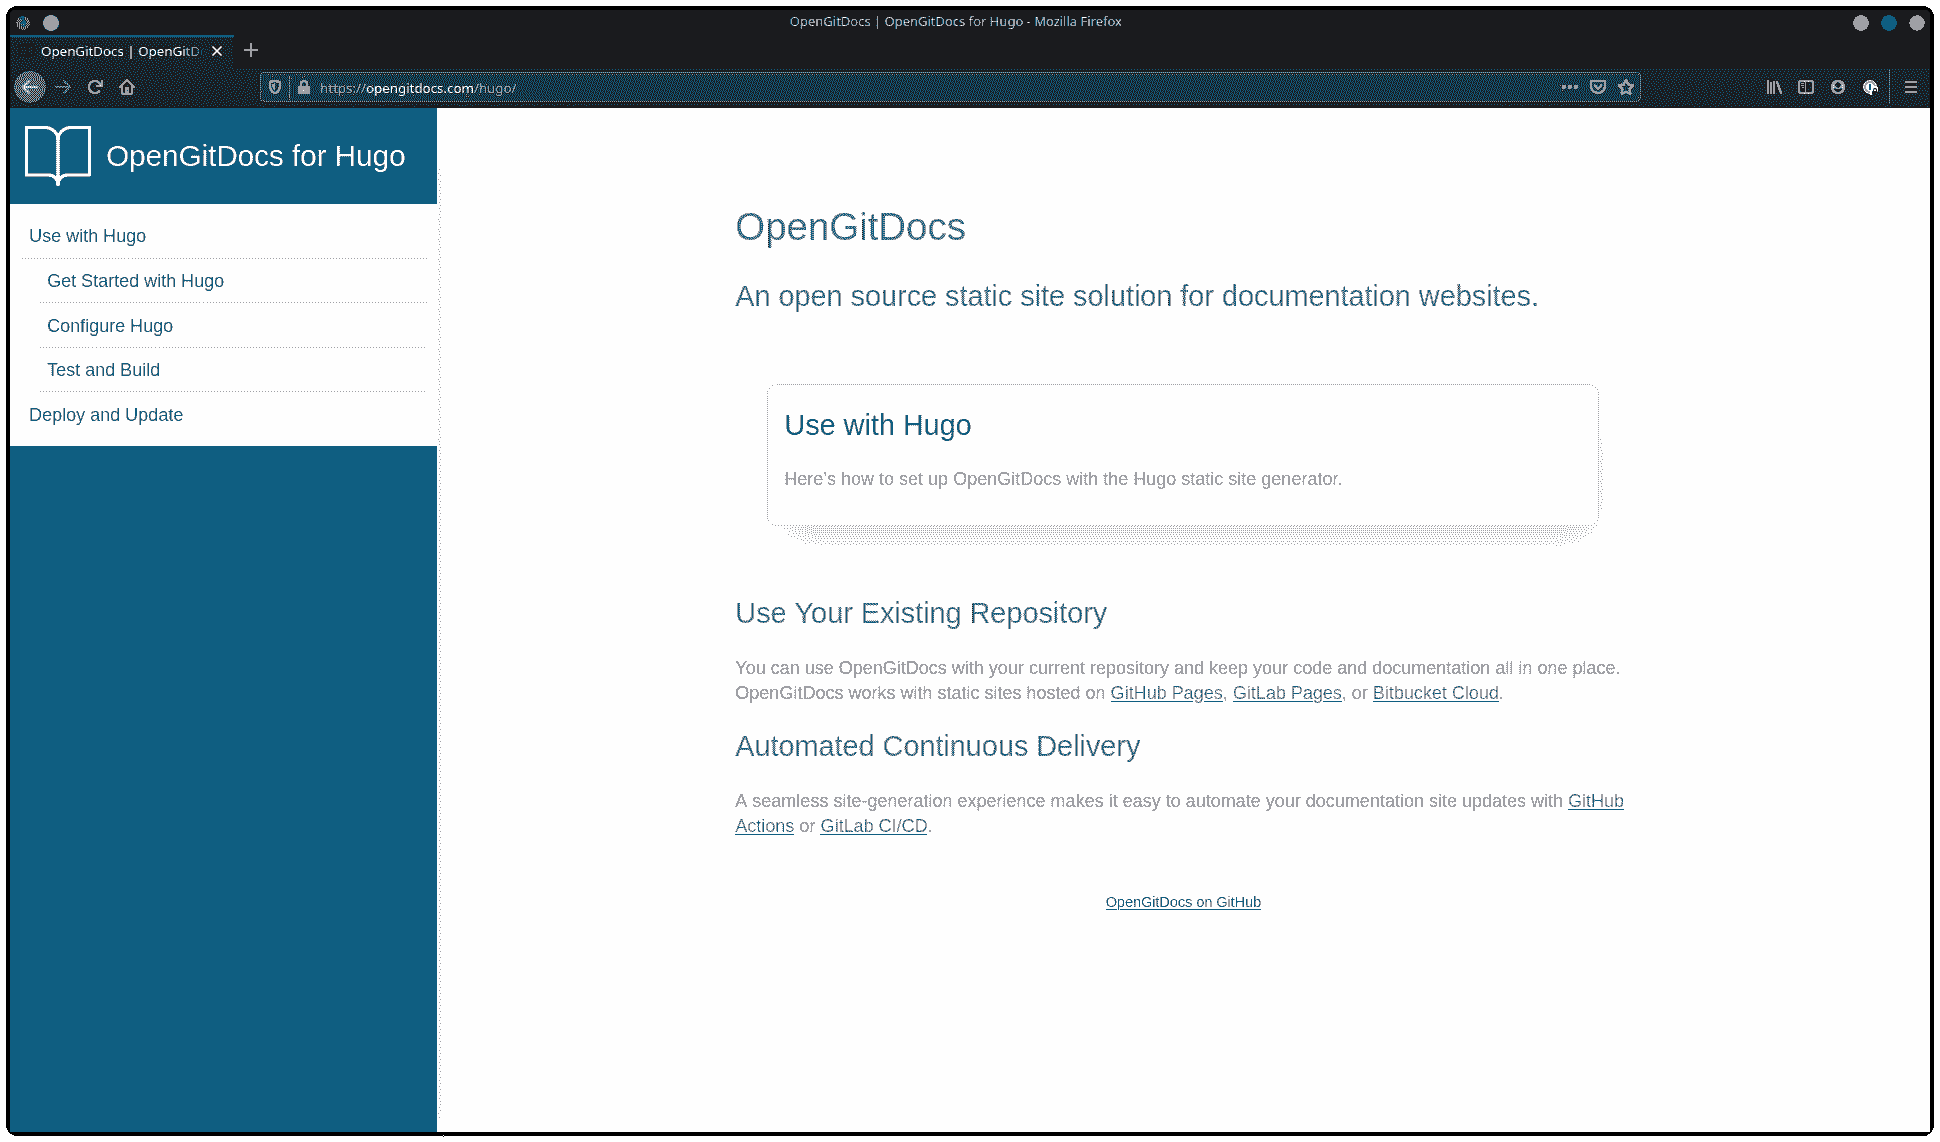 OpenGitDocs | OpenGitDocs for Hugo - Mozilla Firefox
OpenGitDocs | OpenGitD
https://opengitdocs.com/hugo/
OpenGitDocs for Hugo
Use with Hugo
Get Started with Hugo
Configure Hugo
Test and Build
Deploy and Update
OpenGitDocs
An open source static site solution for documentation websites.
Use with Hugo
Here's how to set up OpenGitDocs with the Hugo static site generator.
Use Your Existing Repository
You can use OpenGitDocs with your current repository and keep your code and documentation all in one place.
OpenGitDocs works with static sites hosted on GitHub Pages, GitLab Pages, or Bitbucket Cloud.
Automated Continuous Delivery
A seamless site-generation experience makes it easy to automate your documentation site updates with GitHub
Actions or GitLab CI/CD.
OpenGitDocs on GitHub